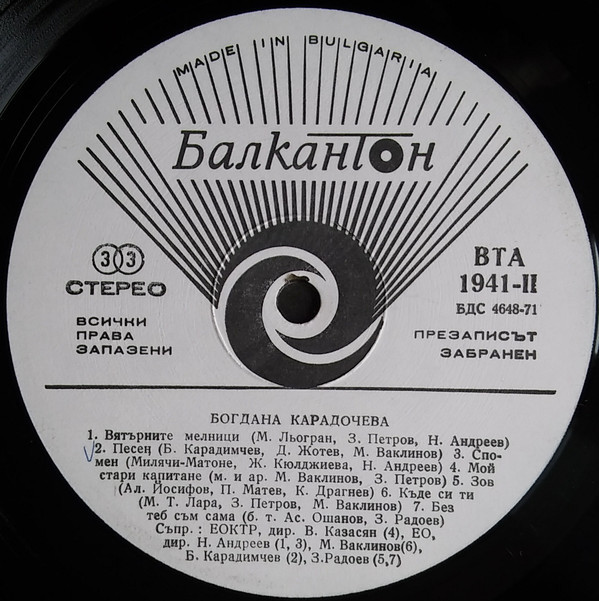 MADE IN BULGARIA
Балкантон
33
СТЕРЕО
ВСИЧКИ
ПРАВА
ЗАПАЗЕНИ
ВТА
1941-II
БДС 4648-71
ПРЕЗАПИСЪТ
ЗАБРАНЕН
БОГДАНА КАРАДОЧЕВА
1. Вятърните мелници (М. Льогран, З. Петров, Н. Андреев)
2. Песен (Б. Карадимчев, Д. Жотев, М. Ваклинов) 3. Спо-
мен (Милячи-Матоне, Ж. Кюлджиева, Н. Андреев) 4. Мой
стари капитане (м. и ар. М. Ваклинов, З. Петров) 5. Зов
(Ал. Йосифов, П. Матев, К. Драгнев) 6. Къде си ти
(М. Т. Лара, З. Петров, М. Ваклинов) 7. Без
теб съм сама (б. т. Ас. Ошанов, З. Радоев)
Съпр. : ЕОКТР, дир. В. Казасян (4), ЕО,
дир. Н. Андреев (1, 3), М. Ваклинов(6),
Б. Карадимчев (2), З.Радоев (5,7)